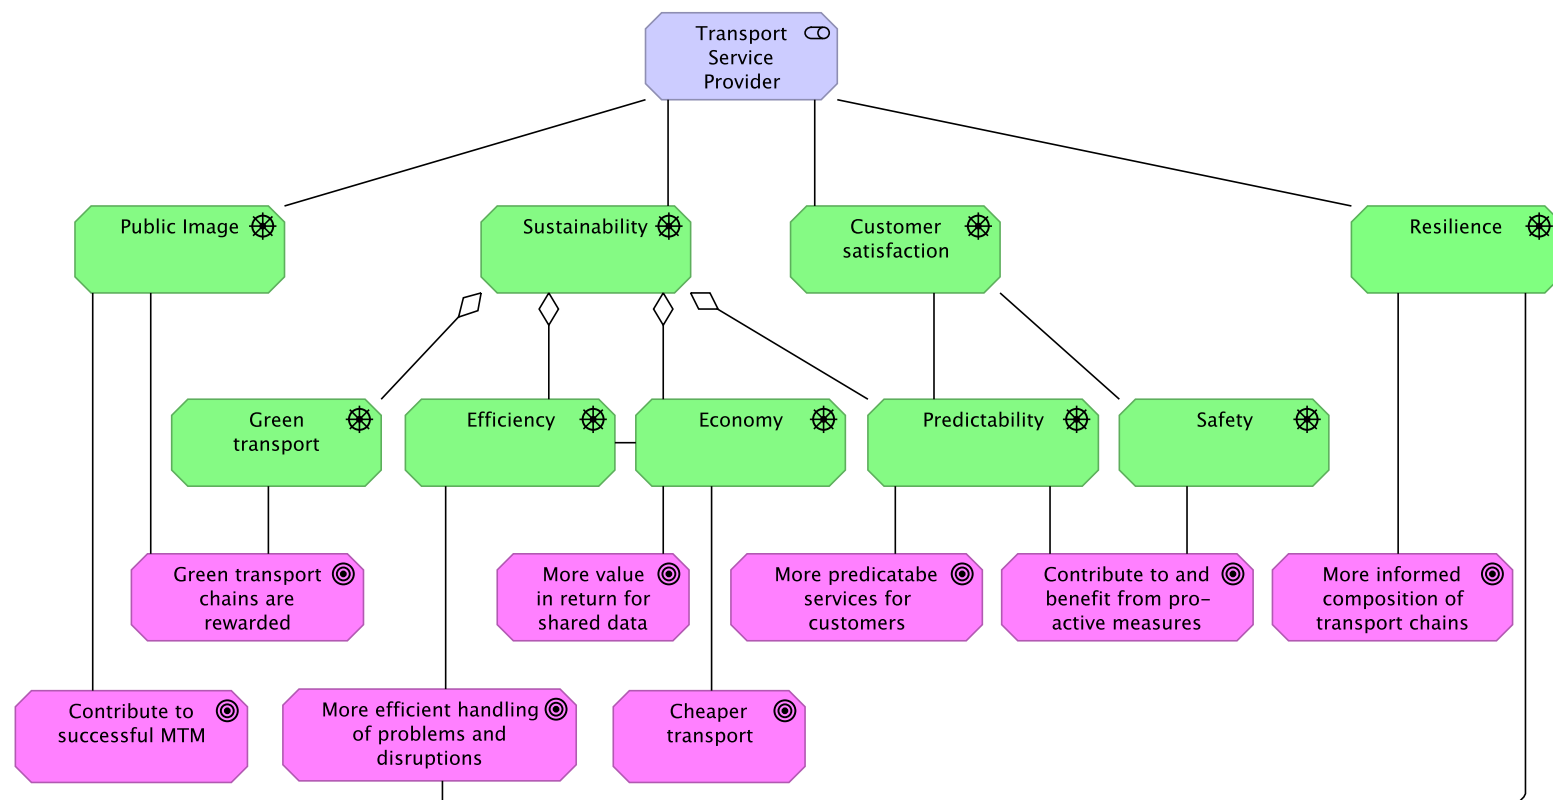 Transport
Service
Provider
Public Image
Sustainability
Customer
satisfaction
Resilience
Green
transport
Efficiency
Economy
Predictability
Safety
Green transport
chains are
rewarded
More value
in return for
shared data
More predicatabe
services for
customers
Contribute to and
benefit from pro-
active measures
More informed
composition of
transport chains
Contribute to
successful MTM
More efficient handling
of problems and
disruptions
Cheaper
transport